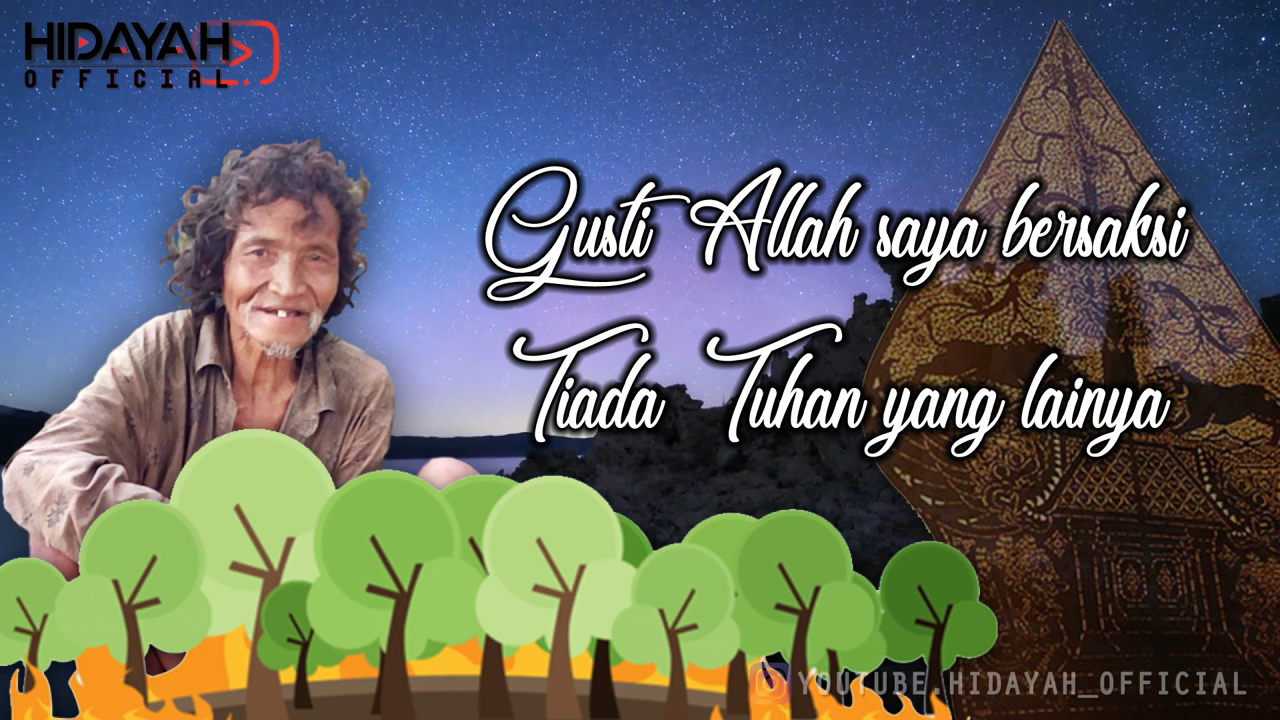 HIDAYAH
OFFICIAL
Gusti Allah saya bersaksi
Tiada Tuhan yang lainya
YOUTUBE.HIDAYAH_OFFICIAL